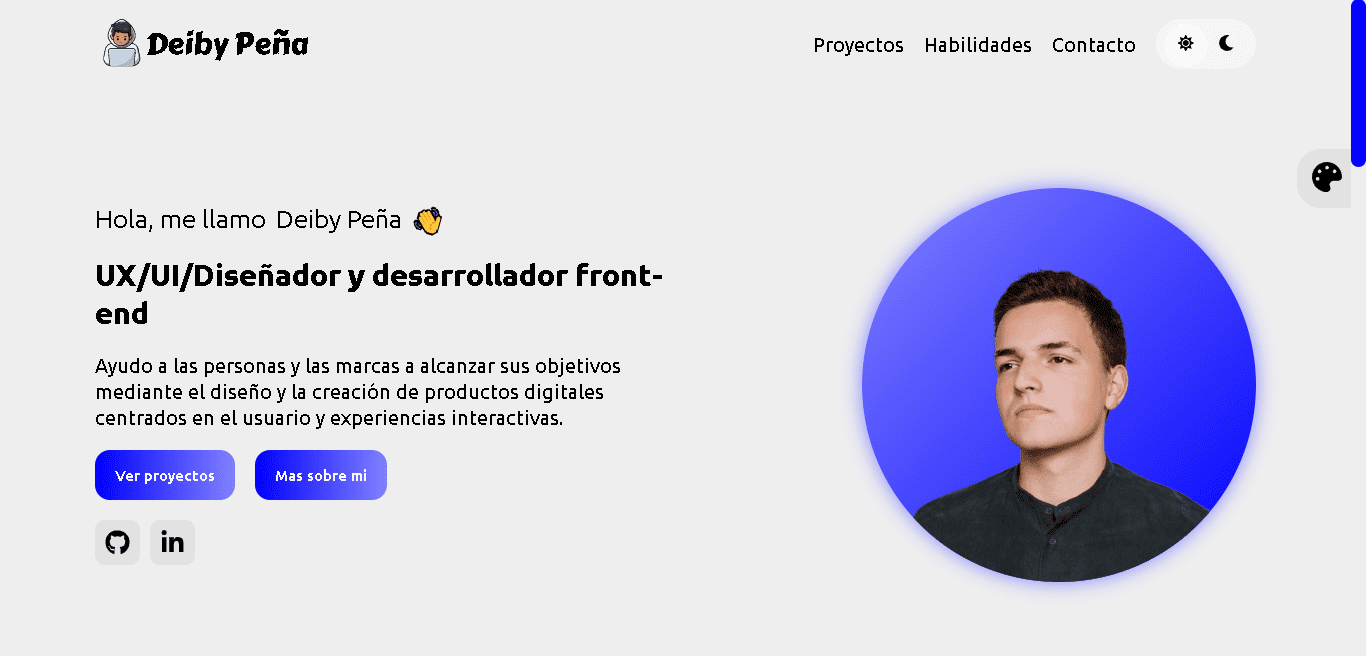 Deiby Peña
Proyectos Habilidades Contacto
Hola, me llamo Deiby Peña
UX/UI/Diseñador y desarrollador front-
end
Ayudo a las personas y las marcas a alcanzar sus objetivos
mediante el diseño y la creación de productos digitales
centrados en el usuario y experiencias interactivas.
Ver proyectos Mas sobre mi
in